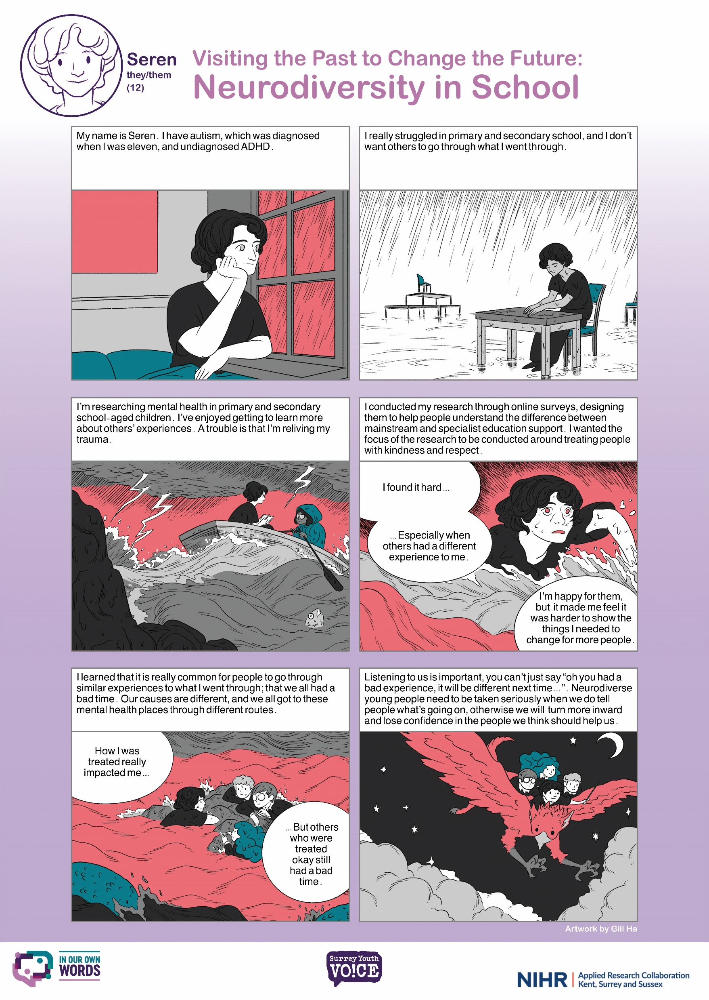 Seren
they/them
(12)
Visiting the Past to Change the Future:
Neurodiversity in School
My name is Seren. I have autism, which was diagnosed
when I was eleven, and undiagnosed ADHD.
I really struggled in primary and secondary school, and I don't
want others to go through what I went through.
I'm researching mental health in primary and secondary
school-aged children. I've enjoyed getting to learn more
about others' experiences. A trouble is that I'm reliving my
trauma.
I conducted my research through online surveys, designing
them to help people understand the difference between
mainstream and specialist education support. I wanted the
focus of the research to be conducted around treating people
with kindness and respect.
I found it hard...
...Especially when
others had a different
experience to me.
I'm happy for them,
but it made me feel it
was harder to show the
things I needed to
change for more people.
I learned that it is really common for people to go through
similar experiences to what I went through; that we all had a
bad time. Our causes are different, and we all got to these
mental health places through different routes.
How I was
treated really
impacted me...
...But others
who were
treated
okay still
had a bad
time.
Listening to us is important, you can't just say “oh you had a
bad experience, it will be different next time...”. Neurodiverse
young people need to be taken seriously when we do tell
people what's going on, otherwise we will turn more inward
and lose confidence in the people we think should help us.
Artwork by Gill Ha
IN OUR OWN
WORDS
Surrey Youth
VO!CE
NIHR
Applied Research Collaboration
Kent, Surrey and Sussex